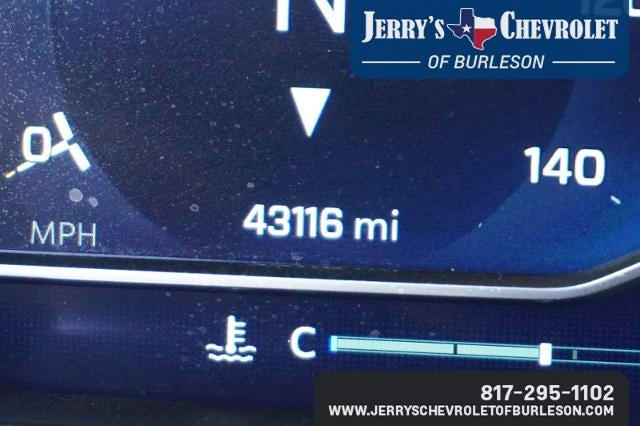 N
JERRY'S CHEVROLET
OF BURLESON
0
140
43116 mi
MPH
C
817-295-1102
WWW.JERRYSCHEVROLETOFBURLESON.COM